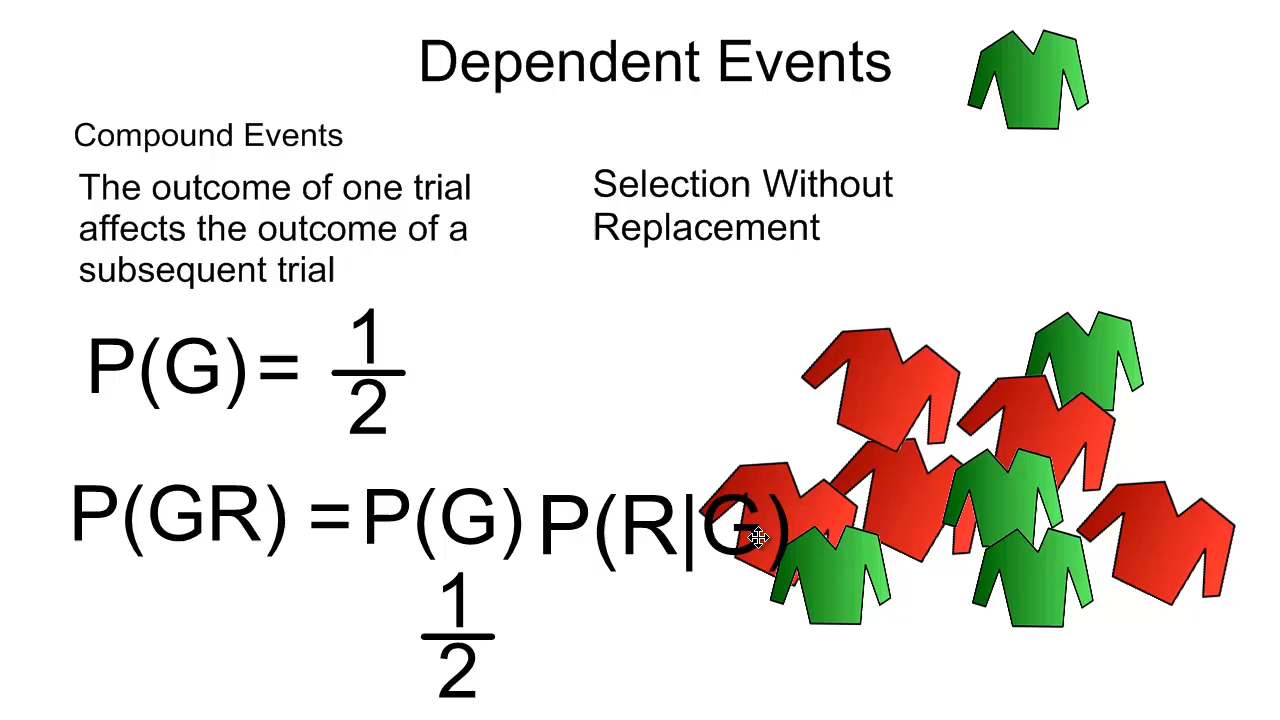 Dependent Events
Compound Events
The outcome of one trial
affects the outcome of a
subsequent trial
Selection Without
Replacement
P(G) = 1/2
P(GR) = P(G) P(R|G)
1/2